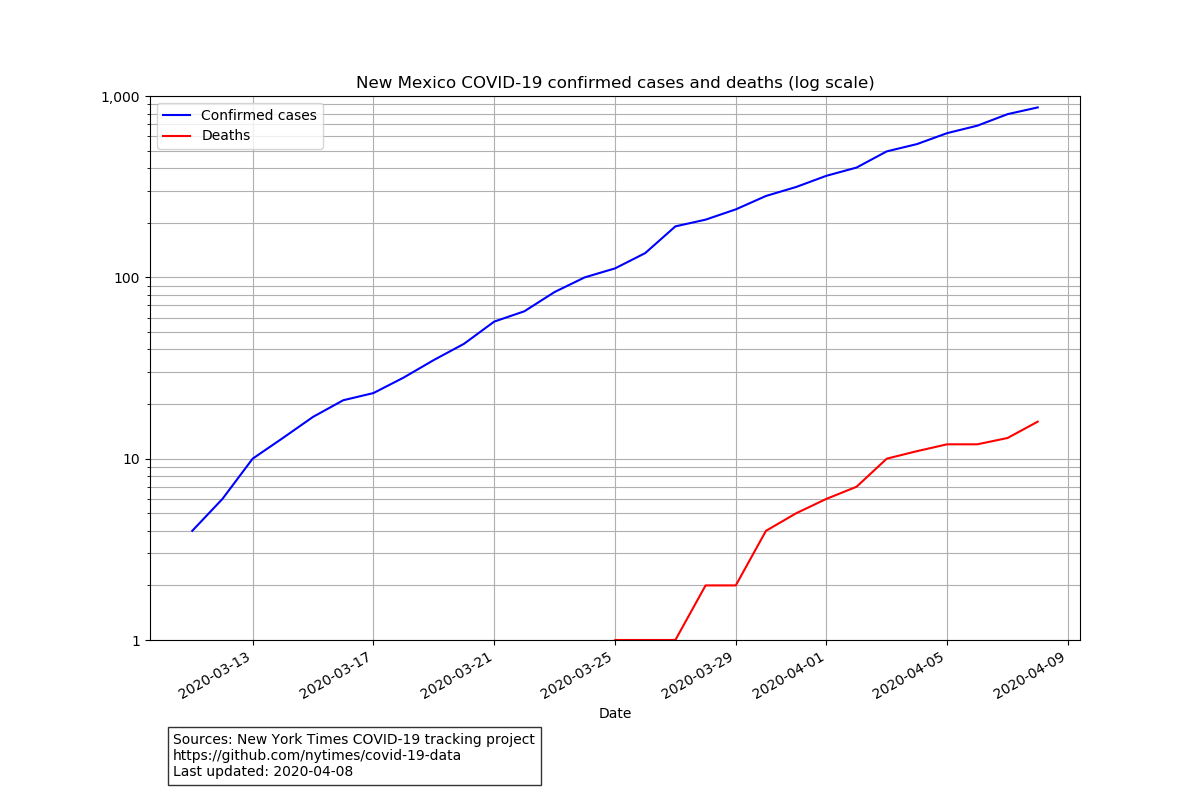 New Mexico COVID-19 confirmed cases and deaths (log scale)
1,000
Confirmed cases
Deaths
100
10
1
2020-03-13
2020-03-17
2020-03-21
2020-03-25
2020-03-29
2020-04-01
2020-04-05
2020-04-09
Date
Sources: New York Times COVID-19 tracking project
https://github.com/nytimes/covid-19-data
Last updated: 2020-04-08